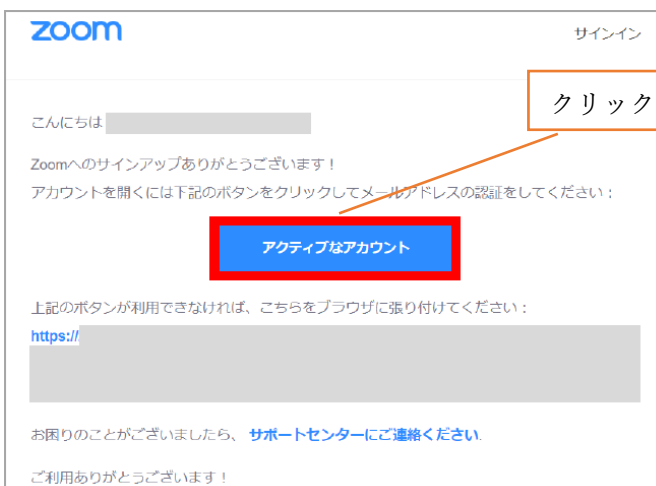 zoom
サインイン
クリック
こんにちは
Zoomへのサインアップありがとうございます！
アカウントを開くには下記のボタンをクリックしてメールアドレスの認証をしてください：
アクティブなアカウント
上記のボタンが利用できなければ、こちらをブラウザに張り付けてください：
https://
お困りのことがございましたら、 サポートセンターにご連絡ください.
ご利用ありがとうございます！